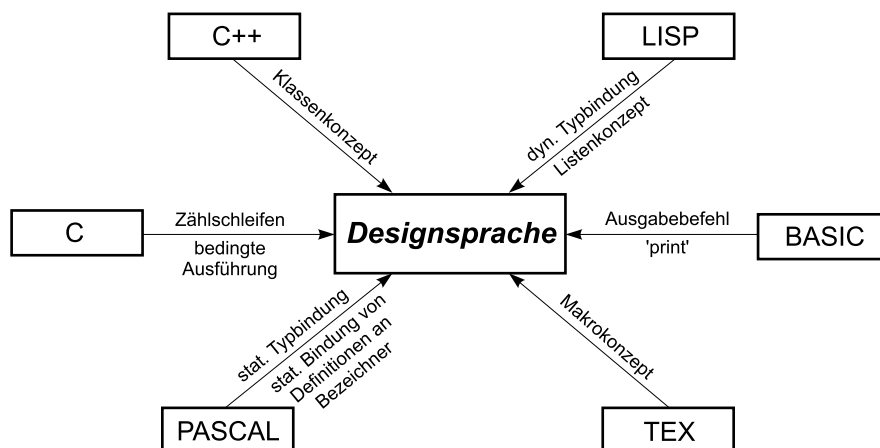 C++
LISP
Klassenkonzept
dyn. Typbindung
Listenkonzept
C
Zählschleifen
bedingte
Ausführung
Designsprache
Ausgabebefehl
'print'
BASIC
stat. Typbindung
stat. Bindung von
Definitionen an
Bezeichner
Makrokonzept
PASCAL
TEX